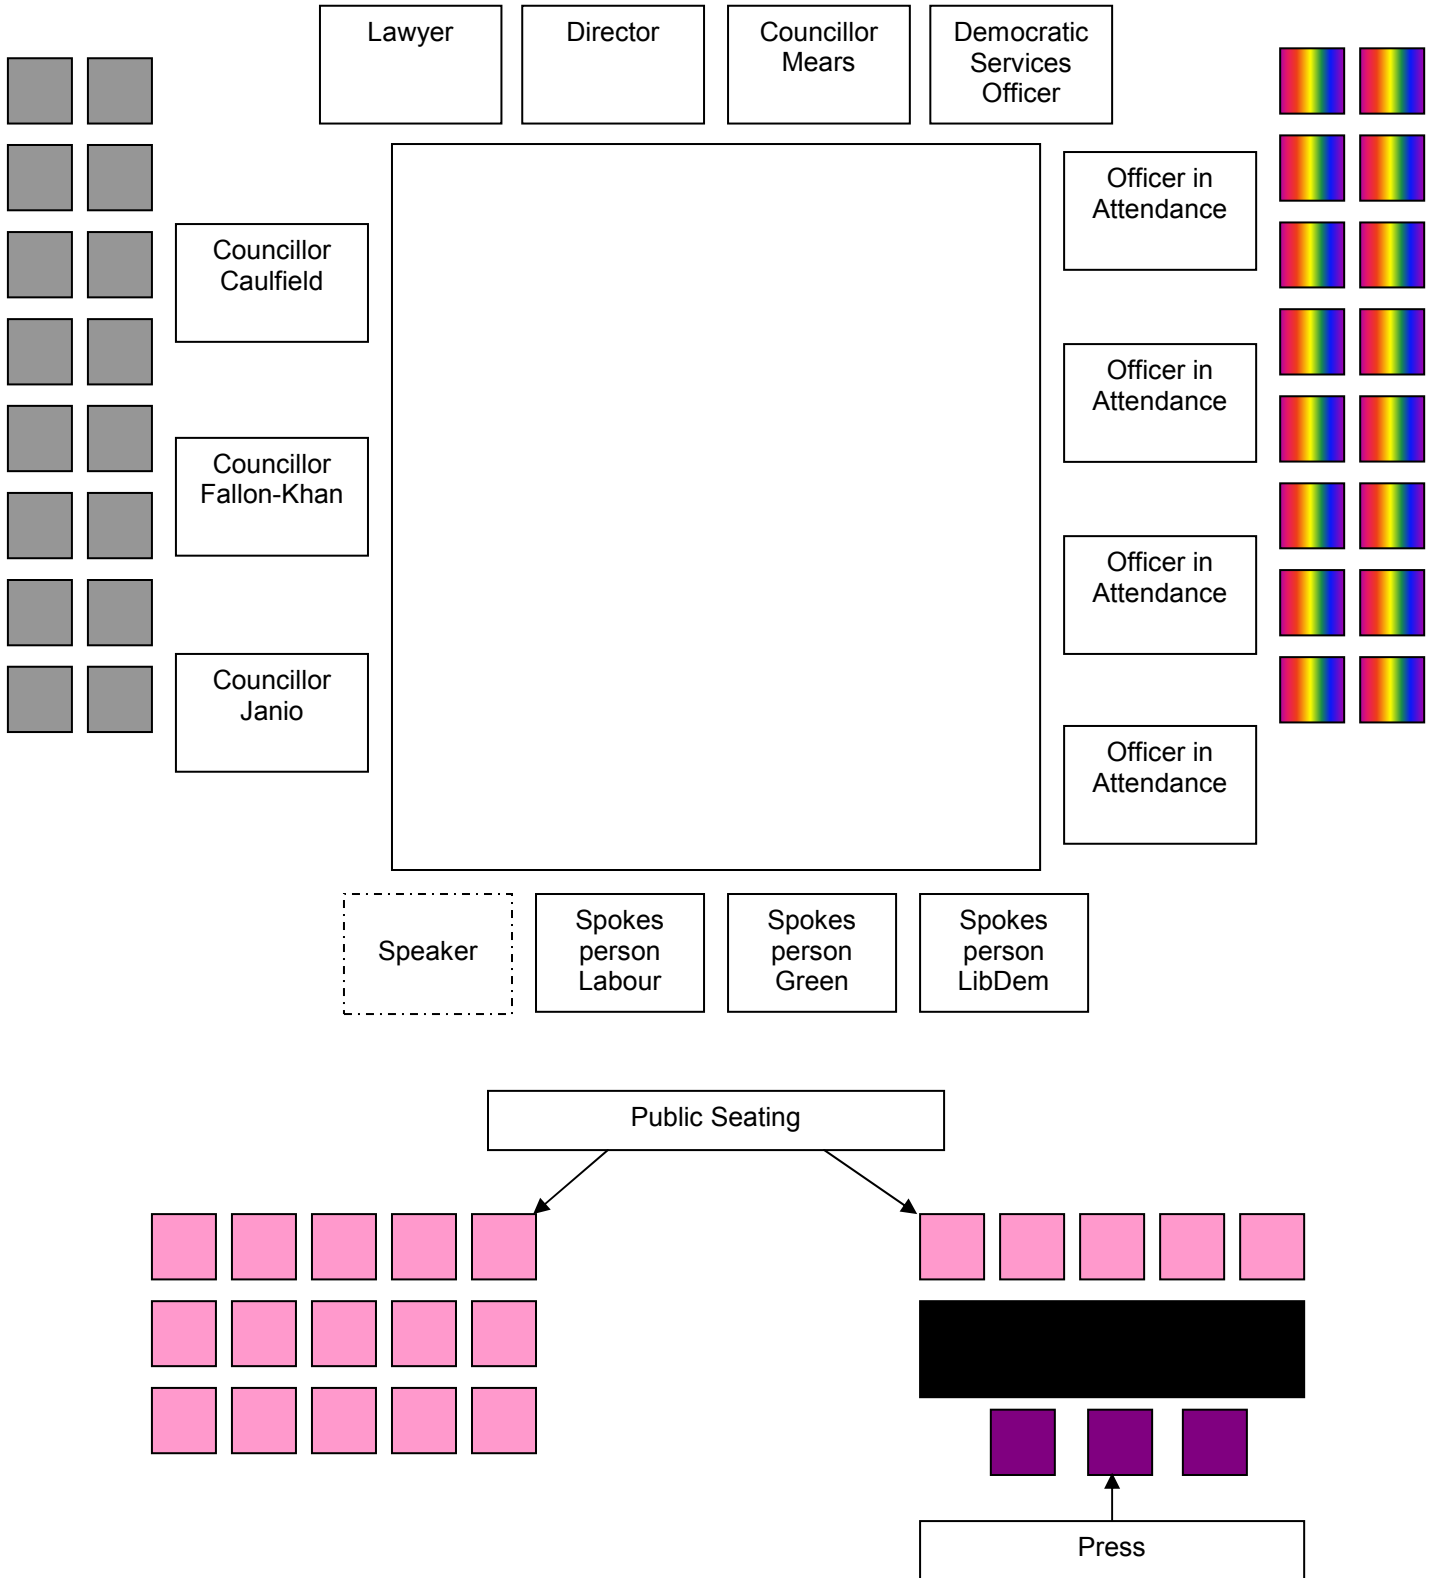 Lawyer
Director
Councillor
Mears
Democratic
Services
Officer
Officer in
Attendance
Councillor
Caulfield
Officer in
Attendance
Councillor
Fallon-Khan
Officer in
Attendance
Councillor
Janio
Officer in
Attendance
Speaker
Spokes
person
Labour
Spokes
person
Green
Spokes
person
LibDem
Public Seating
Press